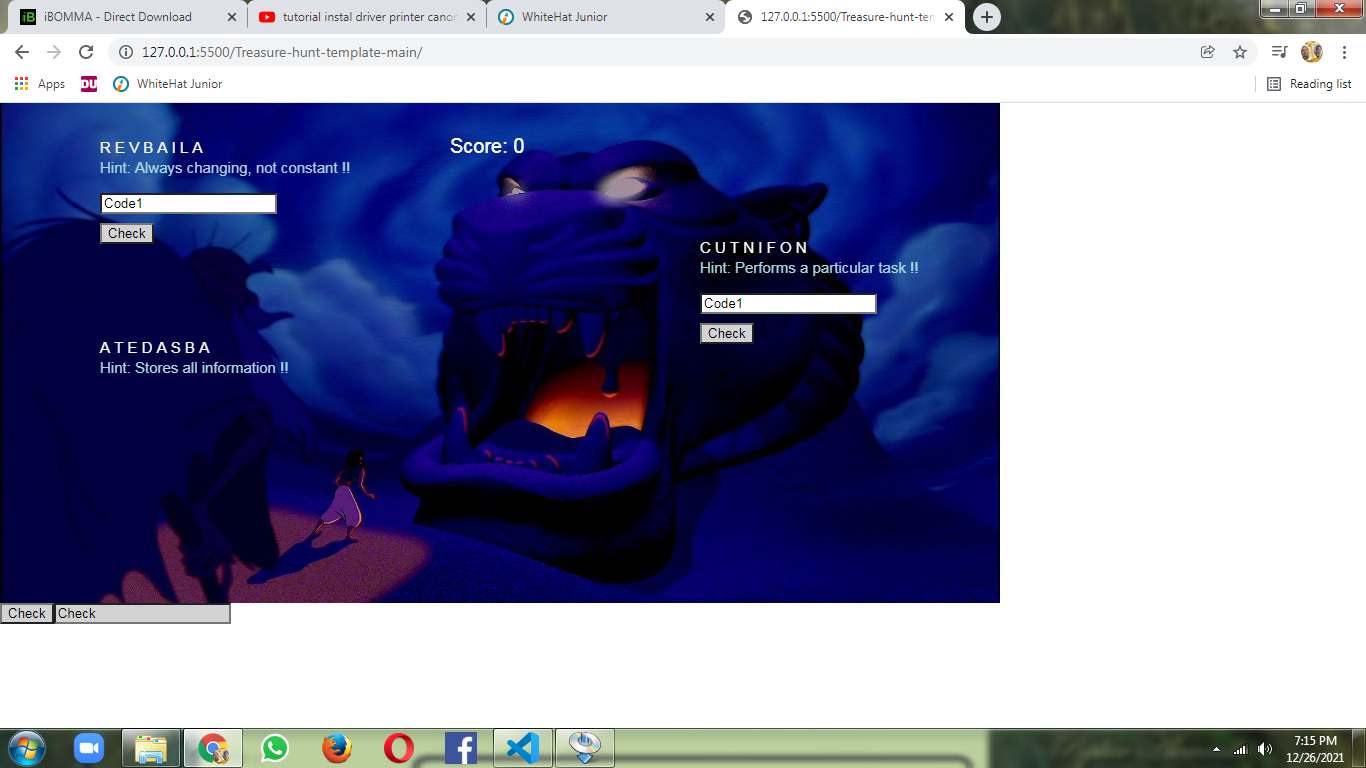 iB iBOMMA - Direct Download
tutorial instal driver printer canon
WhiteHat Junior
127.0.0.1:5500/Treasure-hunt-tem
127.0.0.1:5500/Treasure-hunt-template-main/
Apps
DU
WhiteHat Junior
Reading list
REVBAILA
Hint: Always changing, not constant !!
Code1
Check
Score: 0
CUTNIFON
Hint: Performs a particular task !!
Code1
Check
ATEDASBA
Hint: Stores all information !!
Check
Check
7:15 PM
12/26/2021